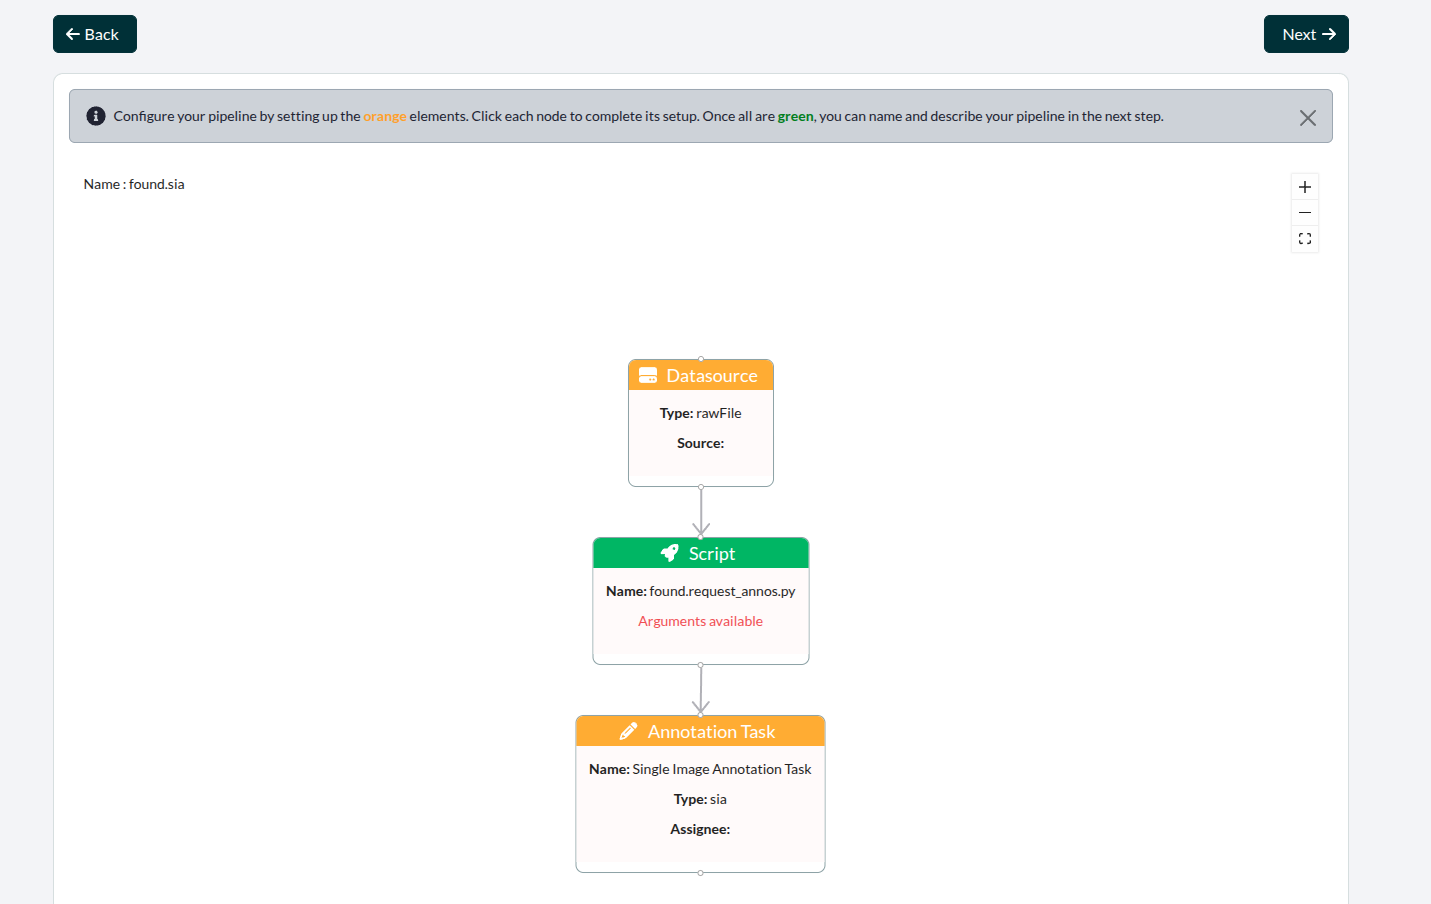 Back
Next
Configure your pipeline by setting up the orange elements. Click each node to complete its setup. Once all are green, you can name and describe your pipeline in the next step.
Name : found.sia
Datasource
Type: rawFile
Source:
Script
Name: found.request_annos.py
Arguments available
Annotation Task
Name: Single Image Annotation Task
Type: sia
Assignee: